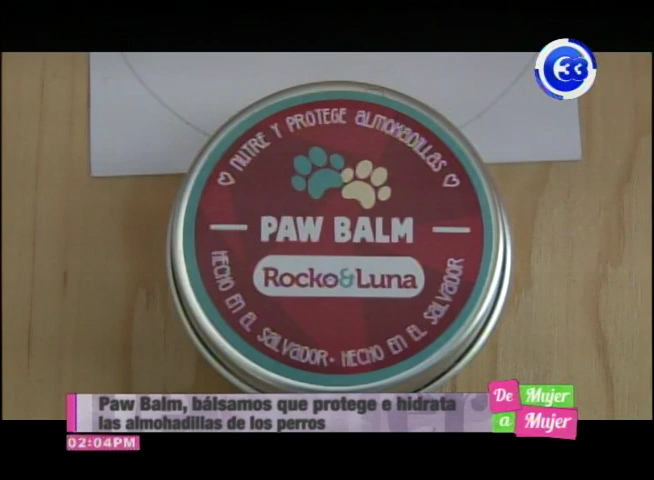 33
NUTRE Y PROTEGE ALMOHADILLAS
PAW BALM
Rocko&Luna
HECHO EN EL SALVADOR · HECHO EN EL SALVADOR
Paw Balm, bálsamos que protege e hidrata
las almohadillas de los perros
De Mujer
a Mujer
02:04PM